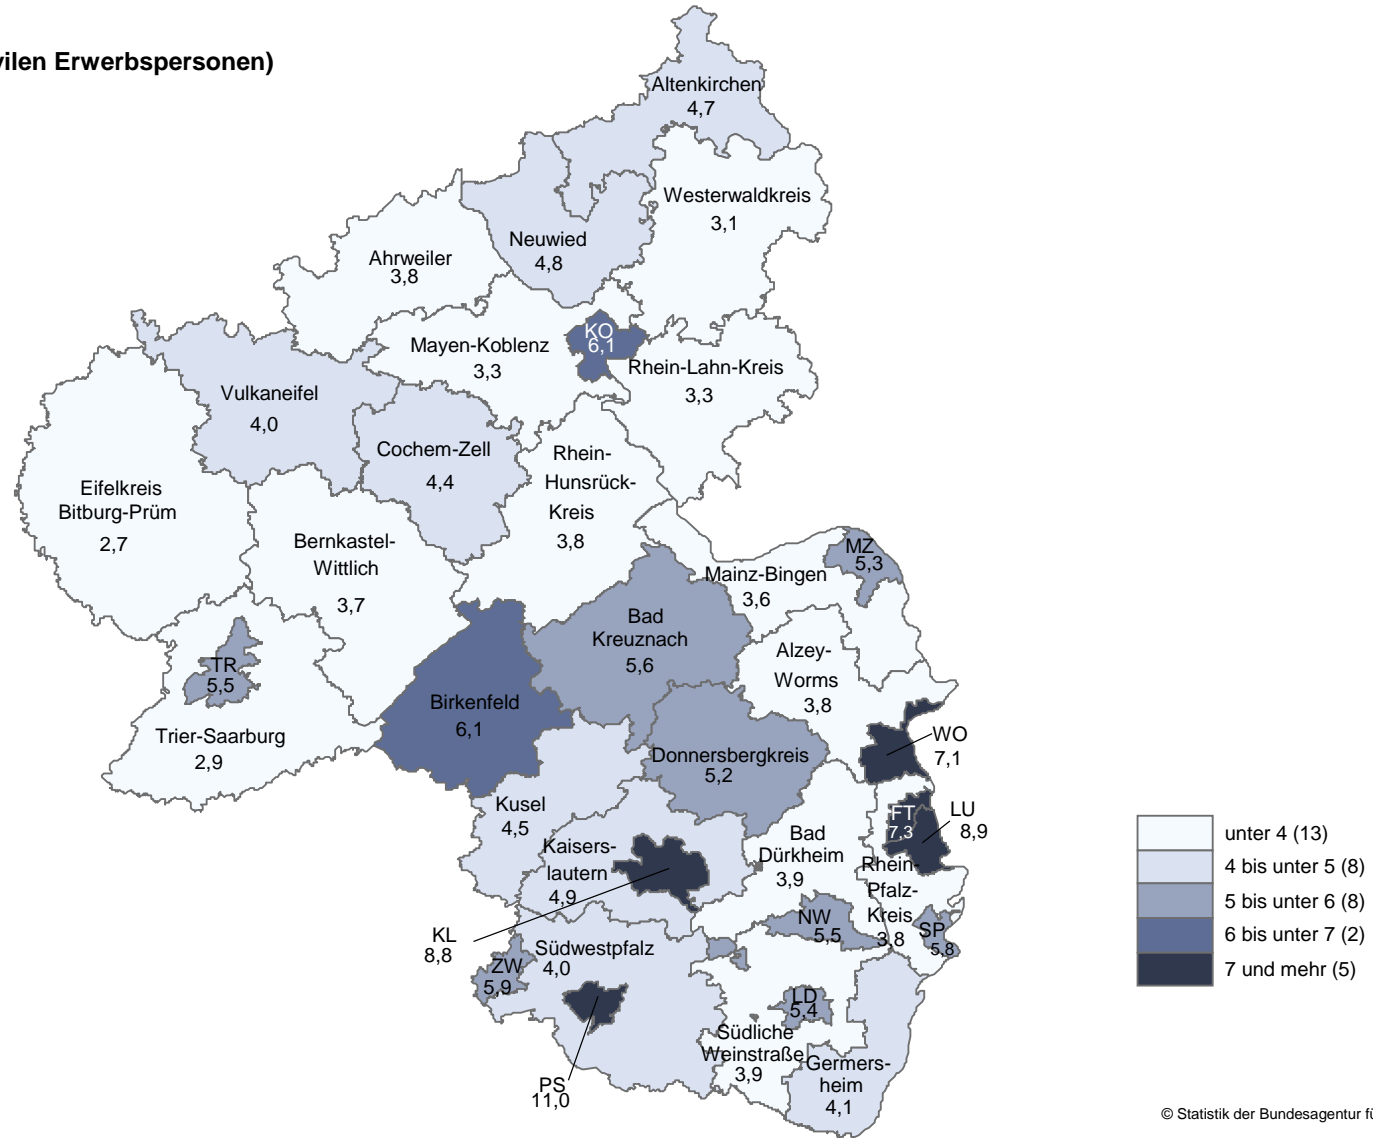 vilen Erwerbspersonen)
Altenkirchen
4,7
Westerwaldkreis
3,1
Neuwied
4,8
Ahrweiler
3,8
KO
6,1
Mayen-Koblenz
3,3
Rhein-Lahn-Kreis
3,3
Vulkaneifel
4,0
Cochem-Zell
4,4
Rhein-
Hunsrück-
Kreis
3,8
Eifelkreis
Bitburg-Prüm
2,7
Bernkastel-
Wittlich
3,7
MZ
5,3
Mainz-Bingen
3,6
Bad
Kreuznach
5,6
Alzey-
Worms
3,8
TR
5,5
Trier-Saarburg
2,9
Birkenfeld
6,1
WO
7,1
Donnersbergkreis
5,2
Kusel
4,5
FT
7,3
LU
8,9
Kaisers-
lautern
4,9
Bad
Dürkheim
3,9
Rhein-
Pfalz-
Kreis
3,8
KL
8,8
NW
5,5
SP
5,8
Südwestpfalz
4,0
ZW
5,9
LD
5,4
Südliche
Weinstraße
3,9
Germers-
heim
4,1
PS
11,0
unter 4 (13)
4 bis unter 5 (8)
5 bis unter 6 (8)
6 bis unter 7 (2)
7 und mehr (5)
© Statistik der Bundesagentur fü